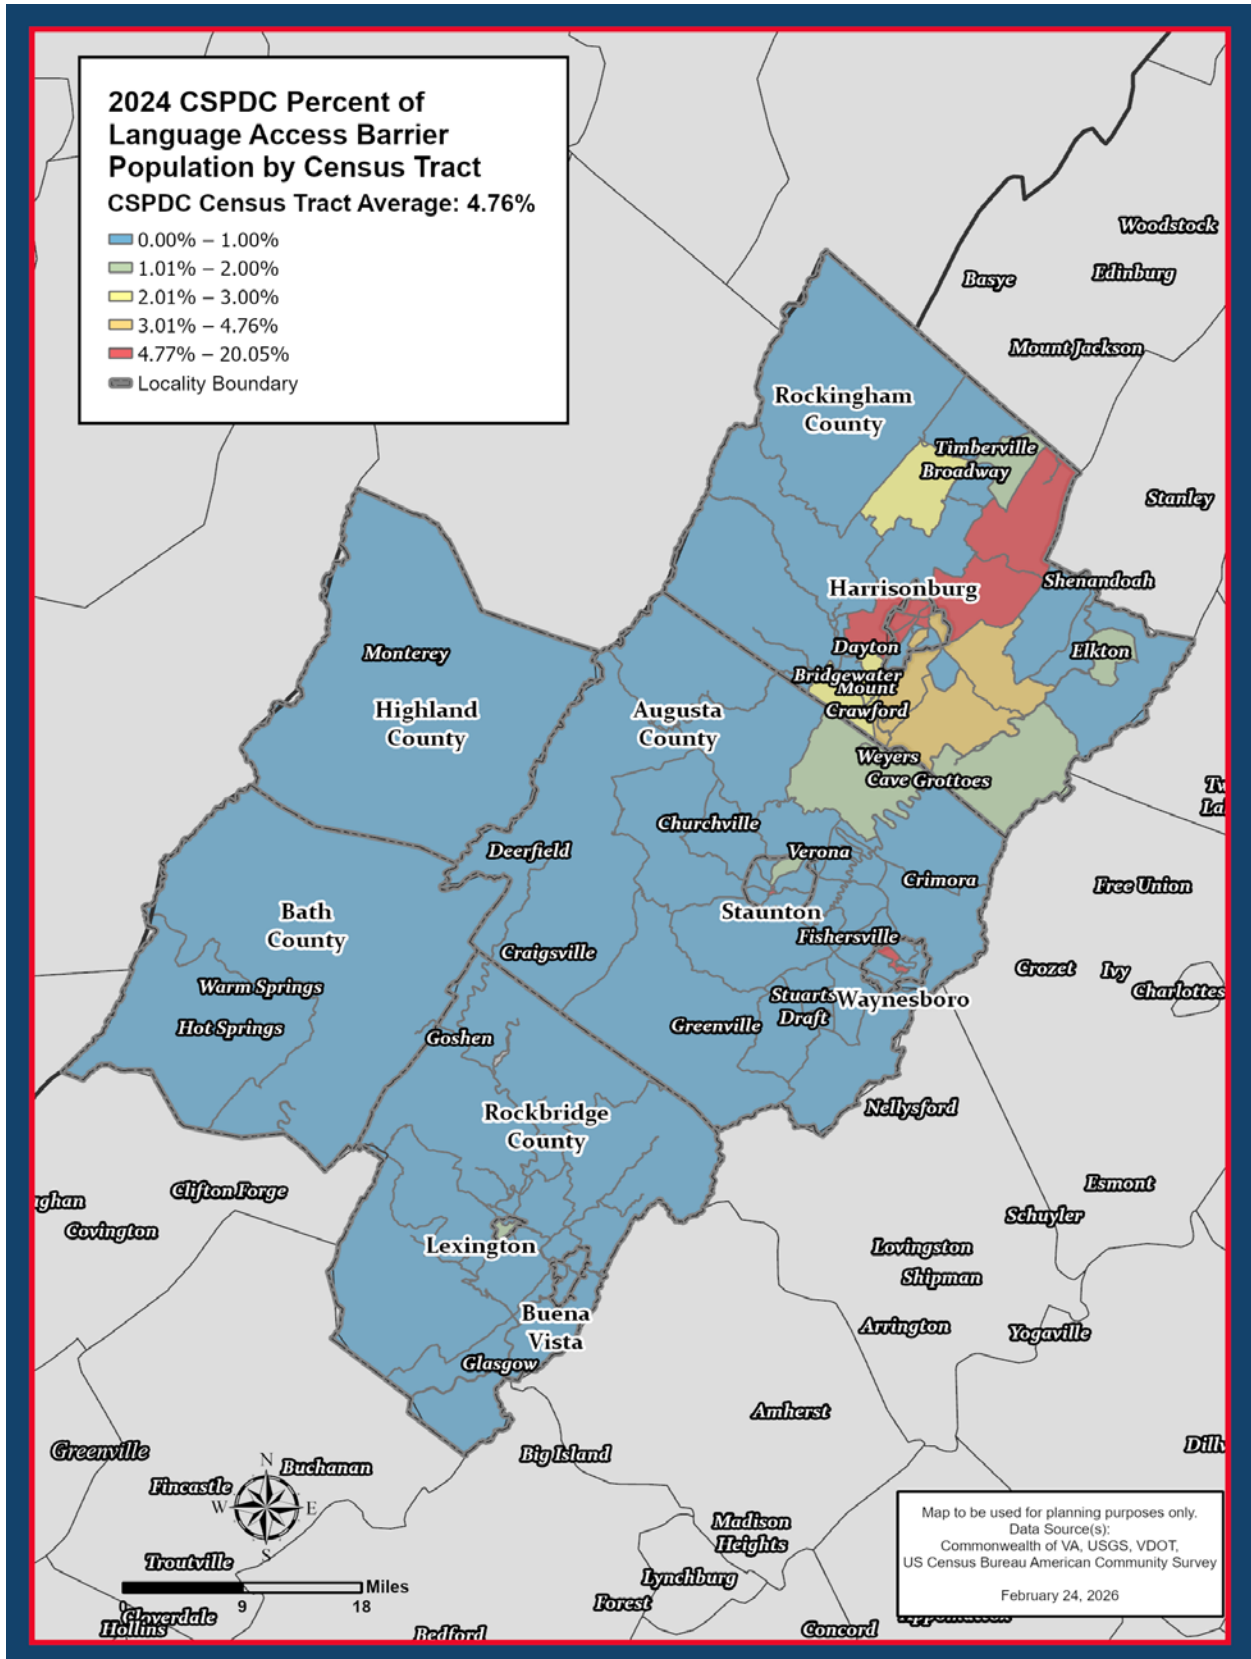 2024 CSPDC Percent of
Language Access Barrier
Population by Census Tract
CSPDC Census Tract Average: 4.76%
0.00% – 1.00%
1.01% – 2.00%
2.01% – 3.00%
3.01% – 4.76%
4.77% – 20.05%
Locality Boundary
Woodstock
Basye
Edinburg
Mount Jackson
Rockingham
County
Timberville
Broadway
Stanley
Harrisonburg
Shenandoah
Dayton
Elkton
Monterey
Bridgewater
Mount
Crawford
Highland
County
Augusta
County
Weyers
Cave
Grottoes
Churchville
Deerfield
Verona
Crimora
Free Union
Bath
County
Staunton
Fishersville
Craigsville
Crozet
Ivy
Charlottes
Warm Springs
Stuarts
Draft
Waynesboro
Hot Springs
Greenville
Goshen
Rockbridge
County
Nellysford
Clifton Forge
Esmont
ghan
Covington
Schuyler
Lexington
Lovingston
Shipman
Buena
Vista
Arrington
Yogaville
Glasgow
Amherst
Greenville
Big Island
Buchanan
Fincastle
N
W
E
S
Madison
Heights
Troutville
Lynchburg
Miles
0
9
18
Forest
Cloverdale
Hollins
Bedford
Concord
Map to be used for planning purposes only.
Data Source(s):
Commonwealth of VA, USGS, VDOT,
US Census Bureau American Community Survey
February 24, 2026